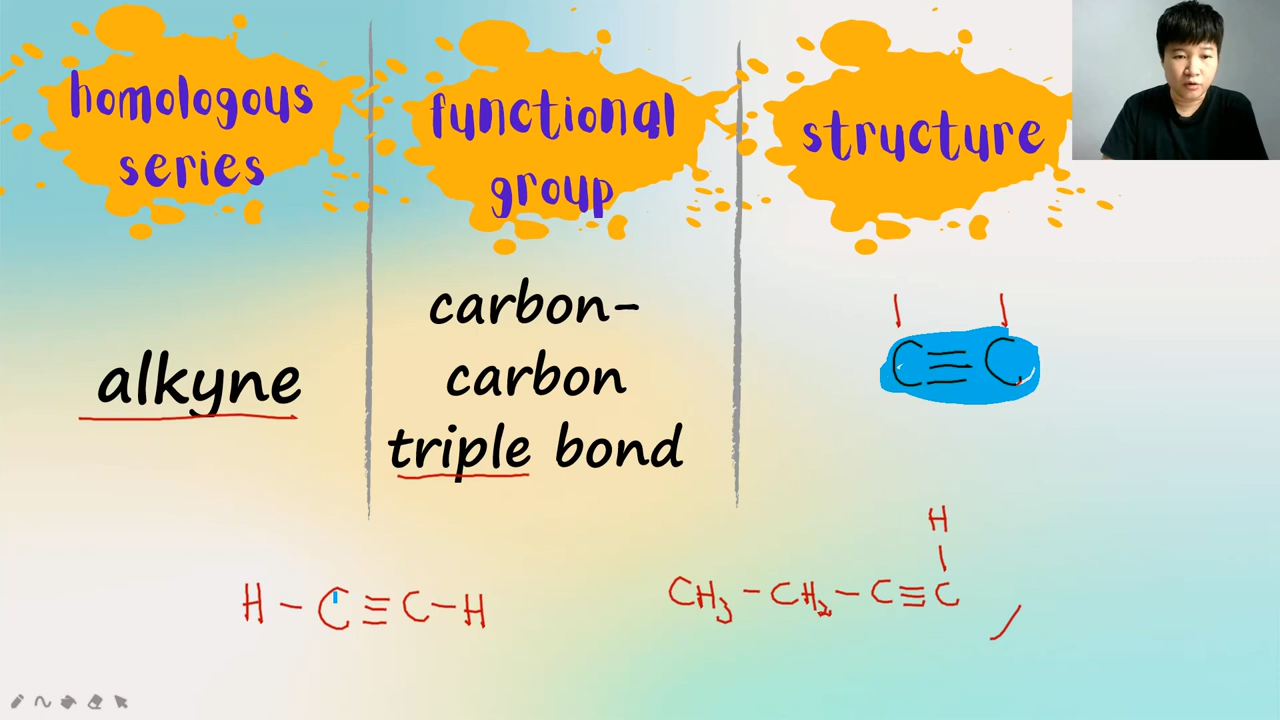 homologous
series
functional
group
structure
alkyne
carbon-
carbon
triple bond
C≡C
H-C≡C-H
H
|
CH₃-CH₂-C≡C